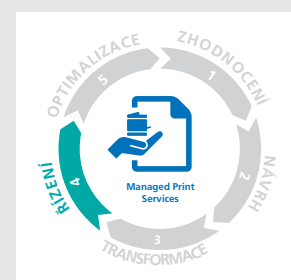 ZHODNOCENÍ
1
NÁVRH
2
TRANSFORMACE
3
ŘÍZENÍ
4
OPTIMALIZACE
5
Managed Print
Services